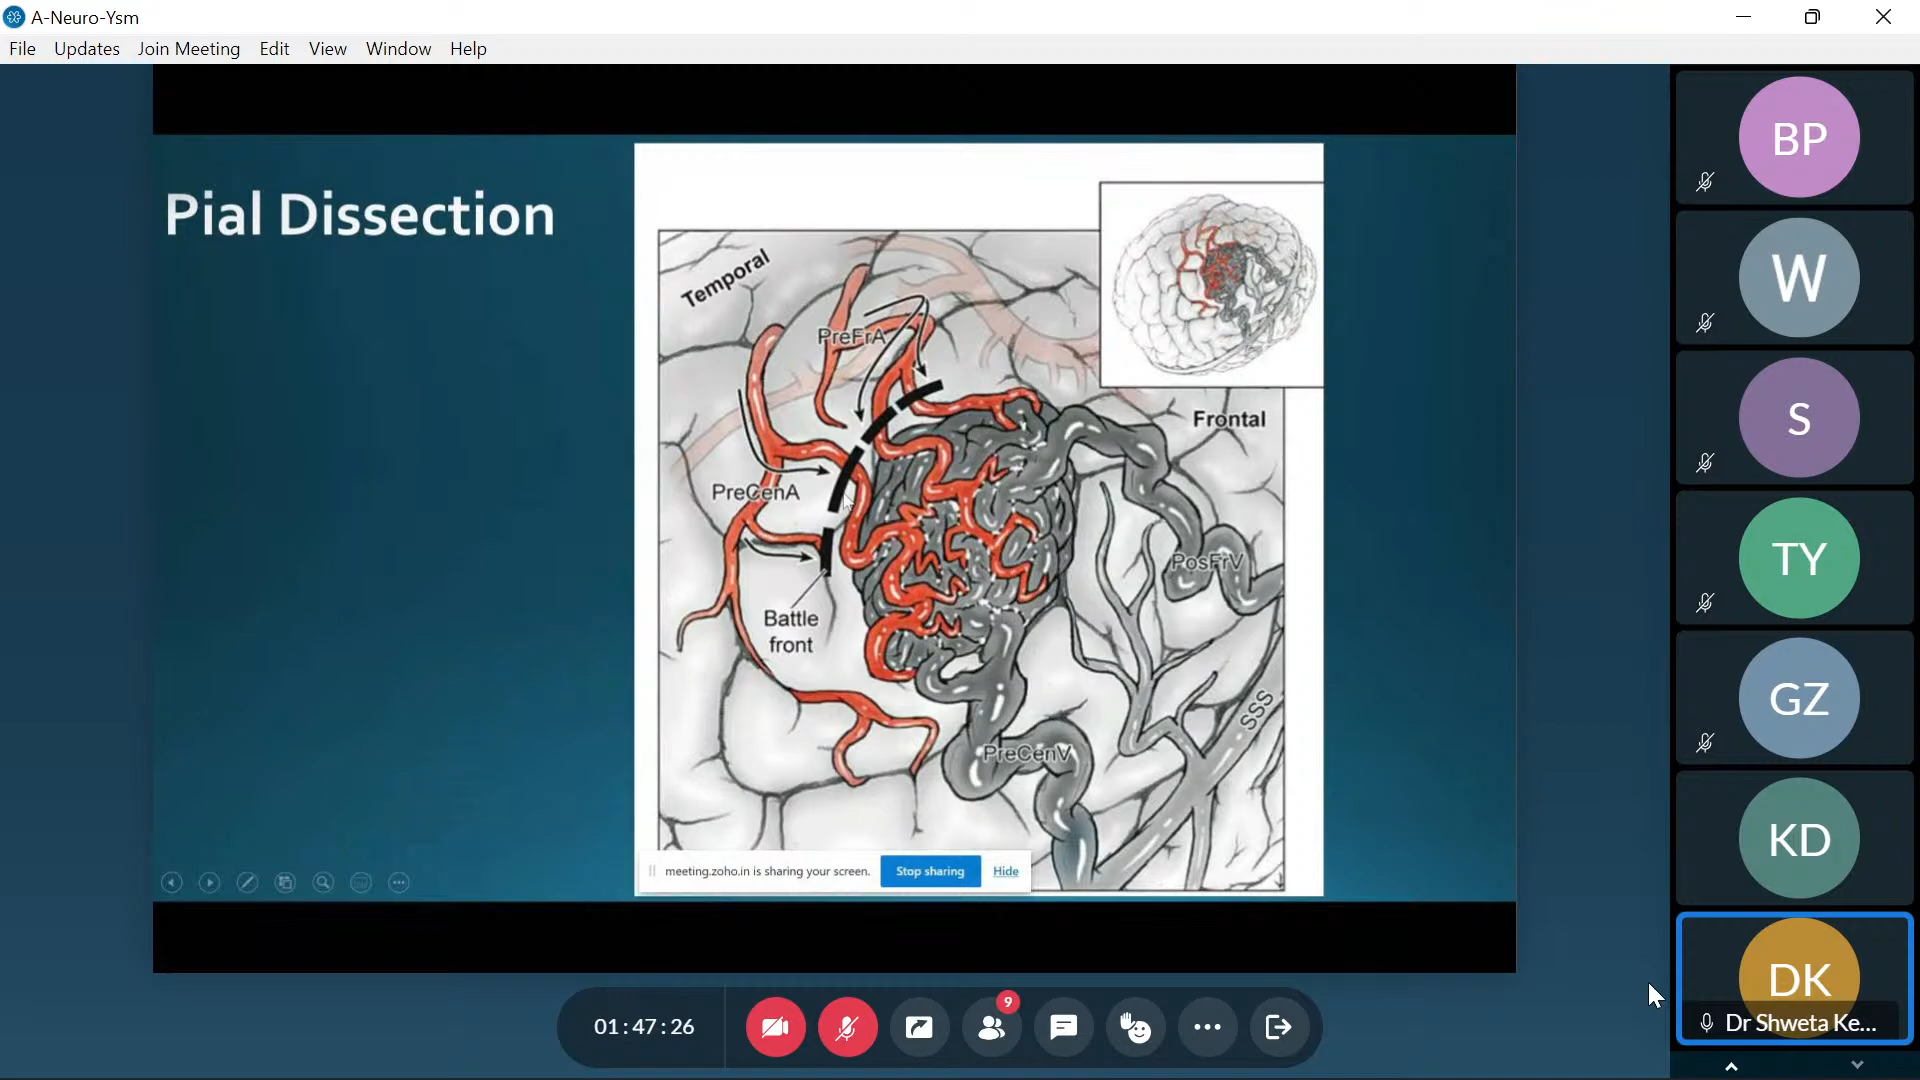 A-Neuro-Ysm
File Updates Join Meeting Edit View Window Help
Pial Dissection
Temporal
PreFrA
Frontal
PreCenA
PosFrV
Battle
front
SSS
PreCenV
meeting.zoho.in is sharing your screen. Stop sharing Hide
01:47:26
9
BP
W
S
TY
GZ
KD
DK
Dr Shweta Ke...